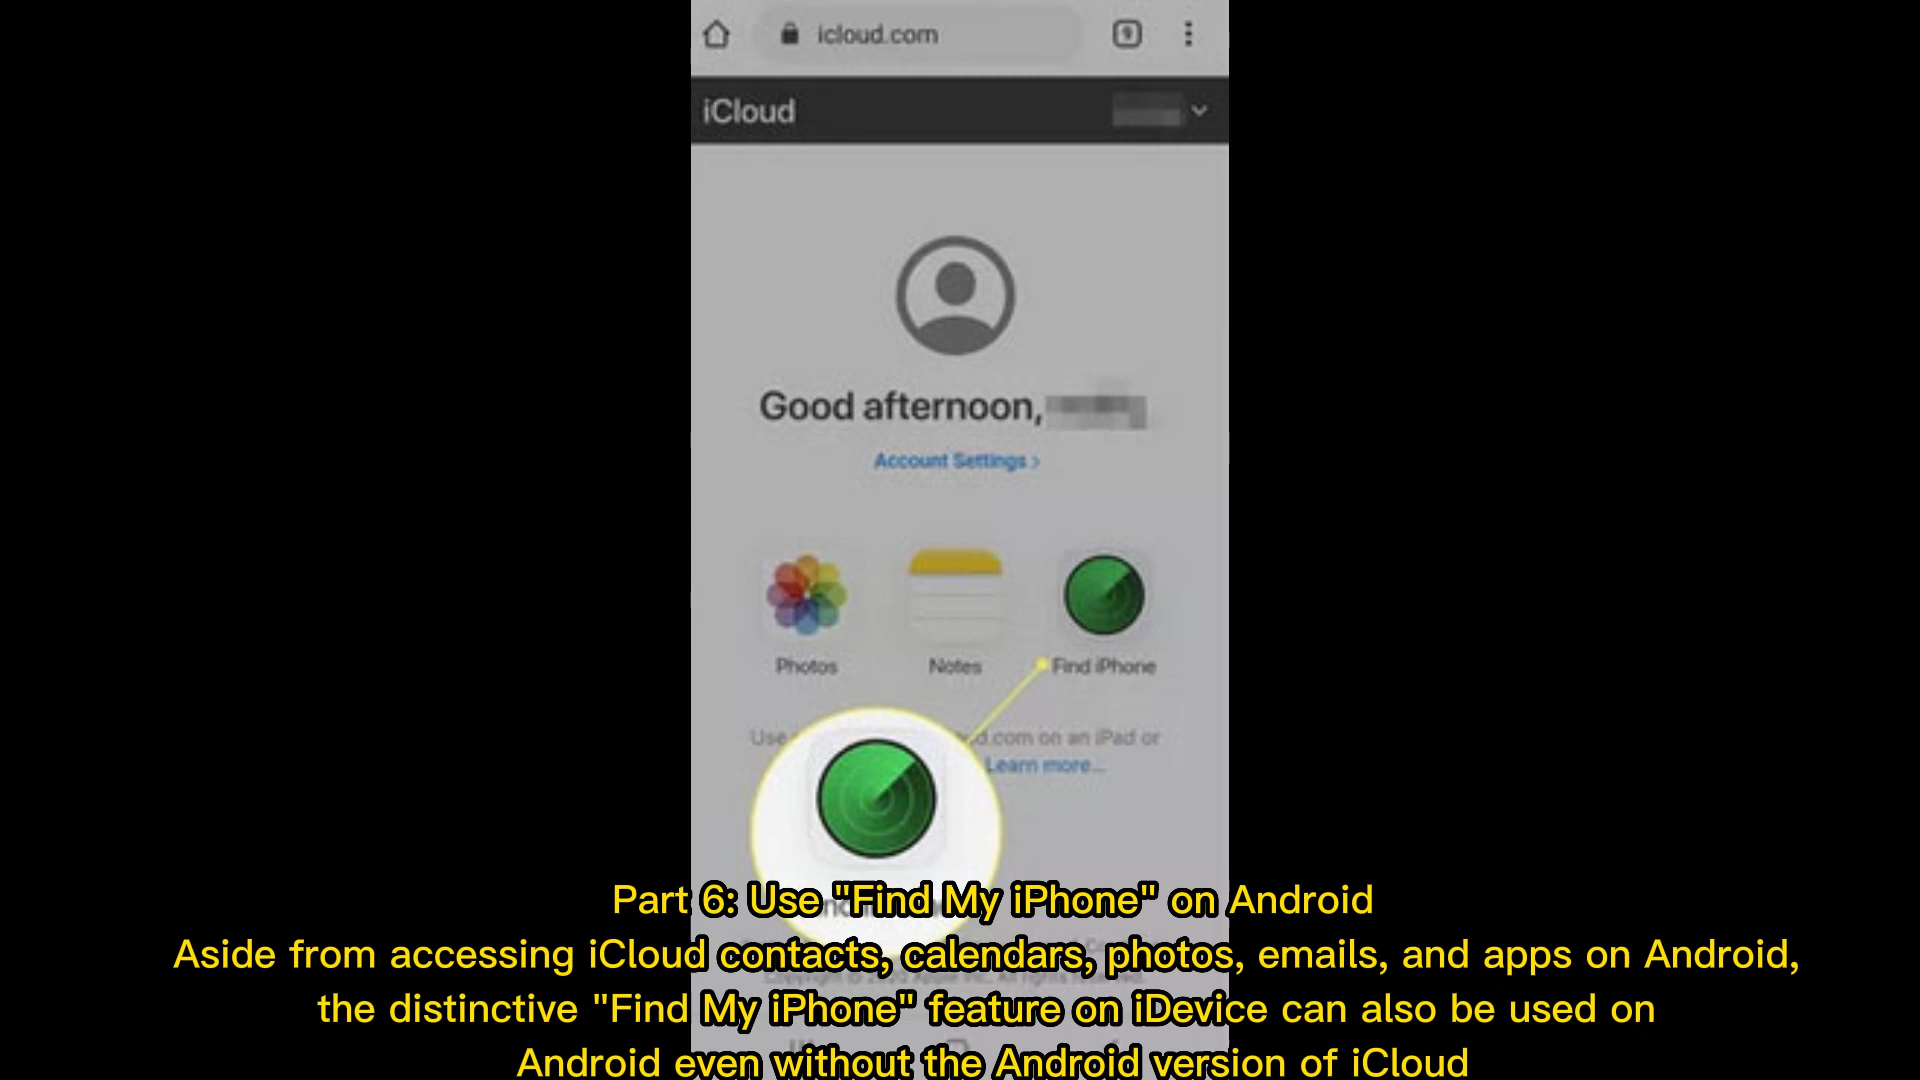 9
icloud.com
iCloud
Good afternoon,
Account Settings >
Photos Notes Find iPhone
Use d.com on an iPad or
Learn more...
Part 6: Use "Find My iPhone" on Android
Aside from accessing iCloud contacts, calendars, photos, emails, and apps on Android,
the distinctive "Find My iPhone" feature on iDevice can also be used on
Android even without the Android version of iCloud